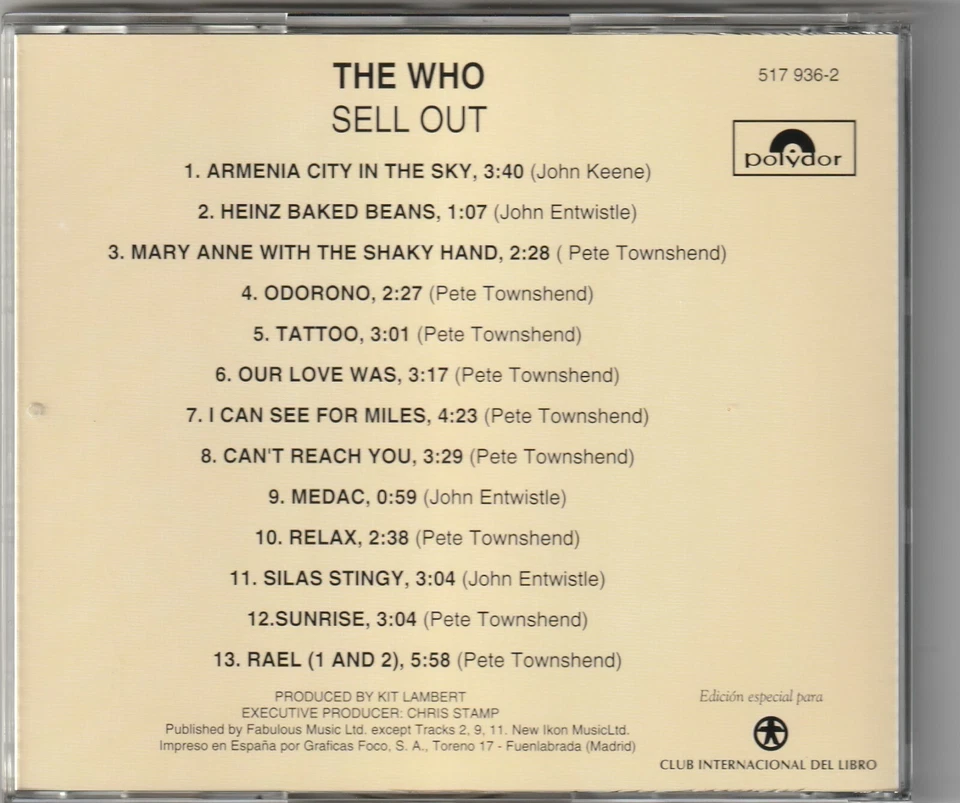 THE WHO
SELL OUT
517 936-2
polydor
1. ARMENIA CITY IN THE SKY, 3:40 (John Keene)
2. HEINZ BAKED BEANS, 1:07 (John Entwistle)
3. MARY ANNE WITH THE SHAKY HAND, 2:28 ( Pete Townshend)
4. ODORONO, 2:27 (Pete Townshend)
5. TATTOO, 3:01 (Pete Townshend)
6. OUR LOVE WAS, 3:17 (Pete Townshend)
7. I CAN SEE FOR MILES, 4:23 (Pete Townshend)
8. CAN'T REACH YOU, 3:29 (Pete Townshend)
9. MEDAC, 0:59 (John Entwistle)
10. RELAX, 2:38 (Pete Townshend)
11. SILAS STINGY, 3:04 (John Entwistle)
12.SUNRISE, 3:04 (Pete Townshend)
13. RAEL (1 AND 2), 5:58 (Pete Townshend)
PRODUCED BY KIT LAMBERT
EXECUTIVE PRODUCER: CHRIS STAMP
Published by Fabulous Music Ltd. except Tracks 2, 9, 11. New Ikon MusicLtd.
Impreso en España por Graficas Foco, S. A., Toreno 17 - Fuenlabrada (Madrid)
Edición especial para
CLUB INTERNACIONAL DEL LIBRO